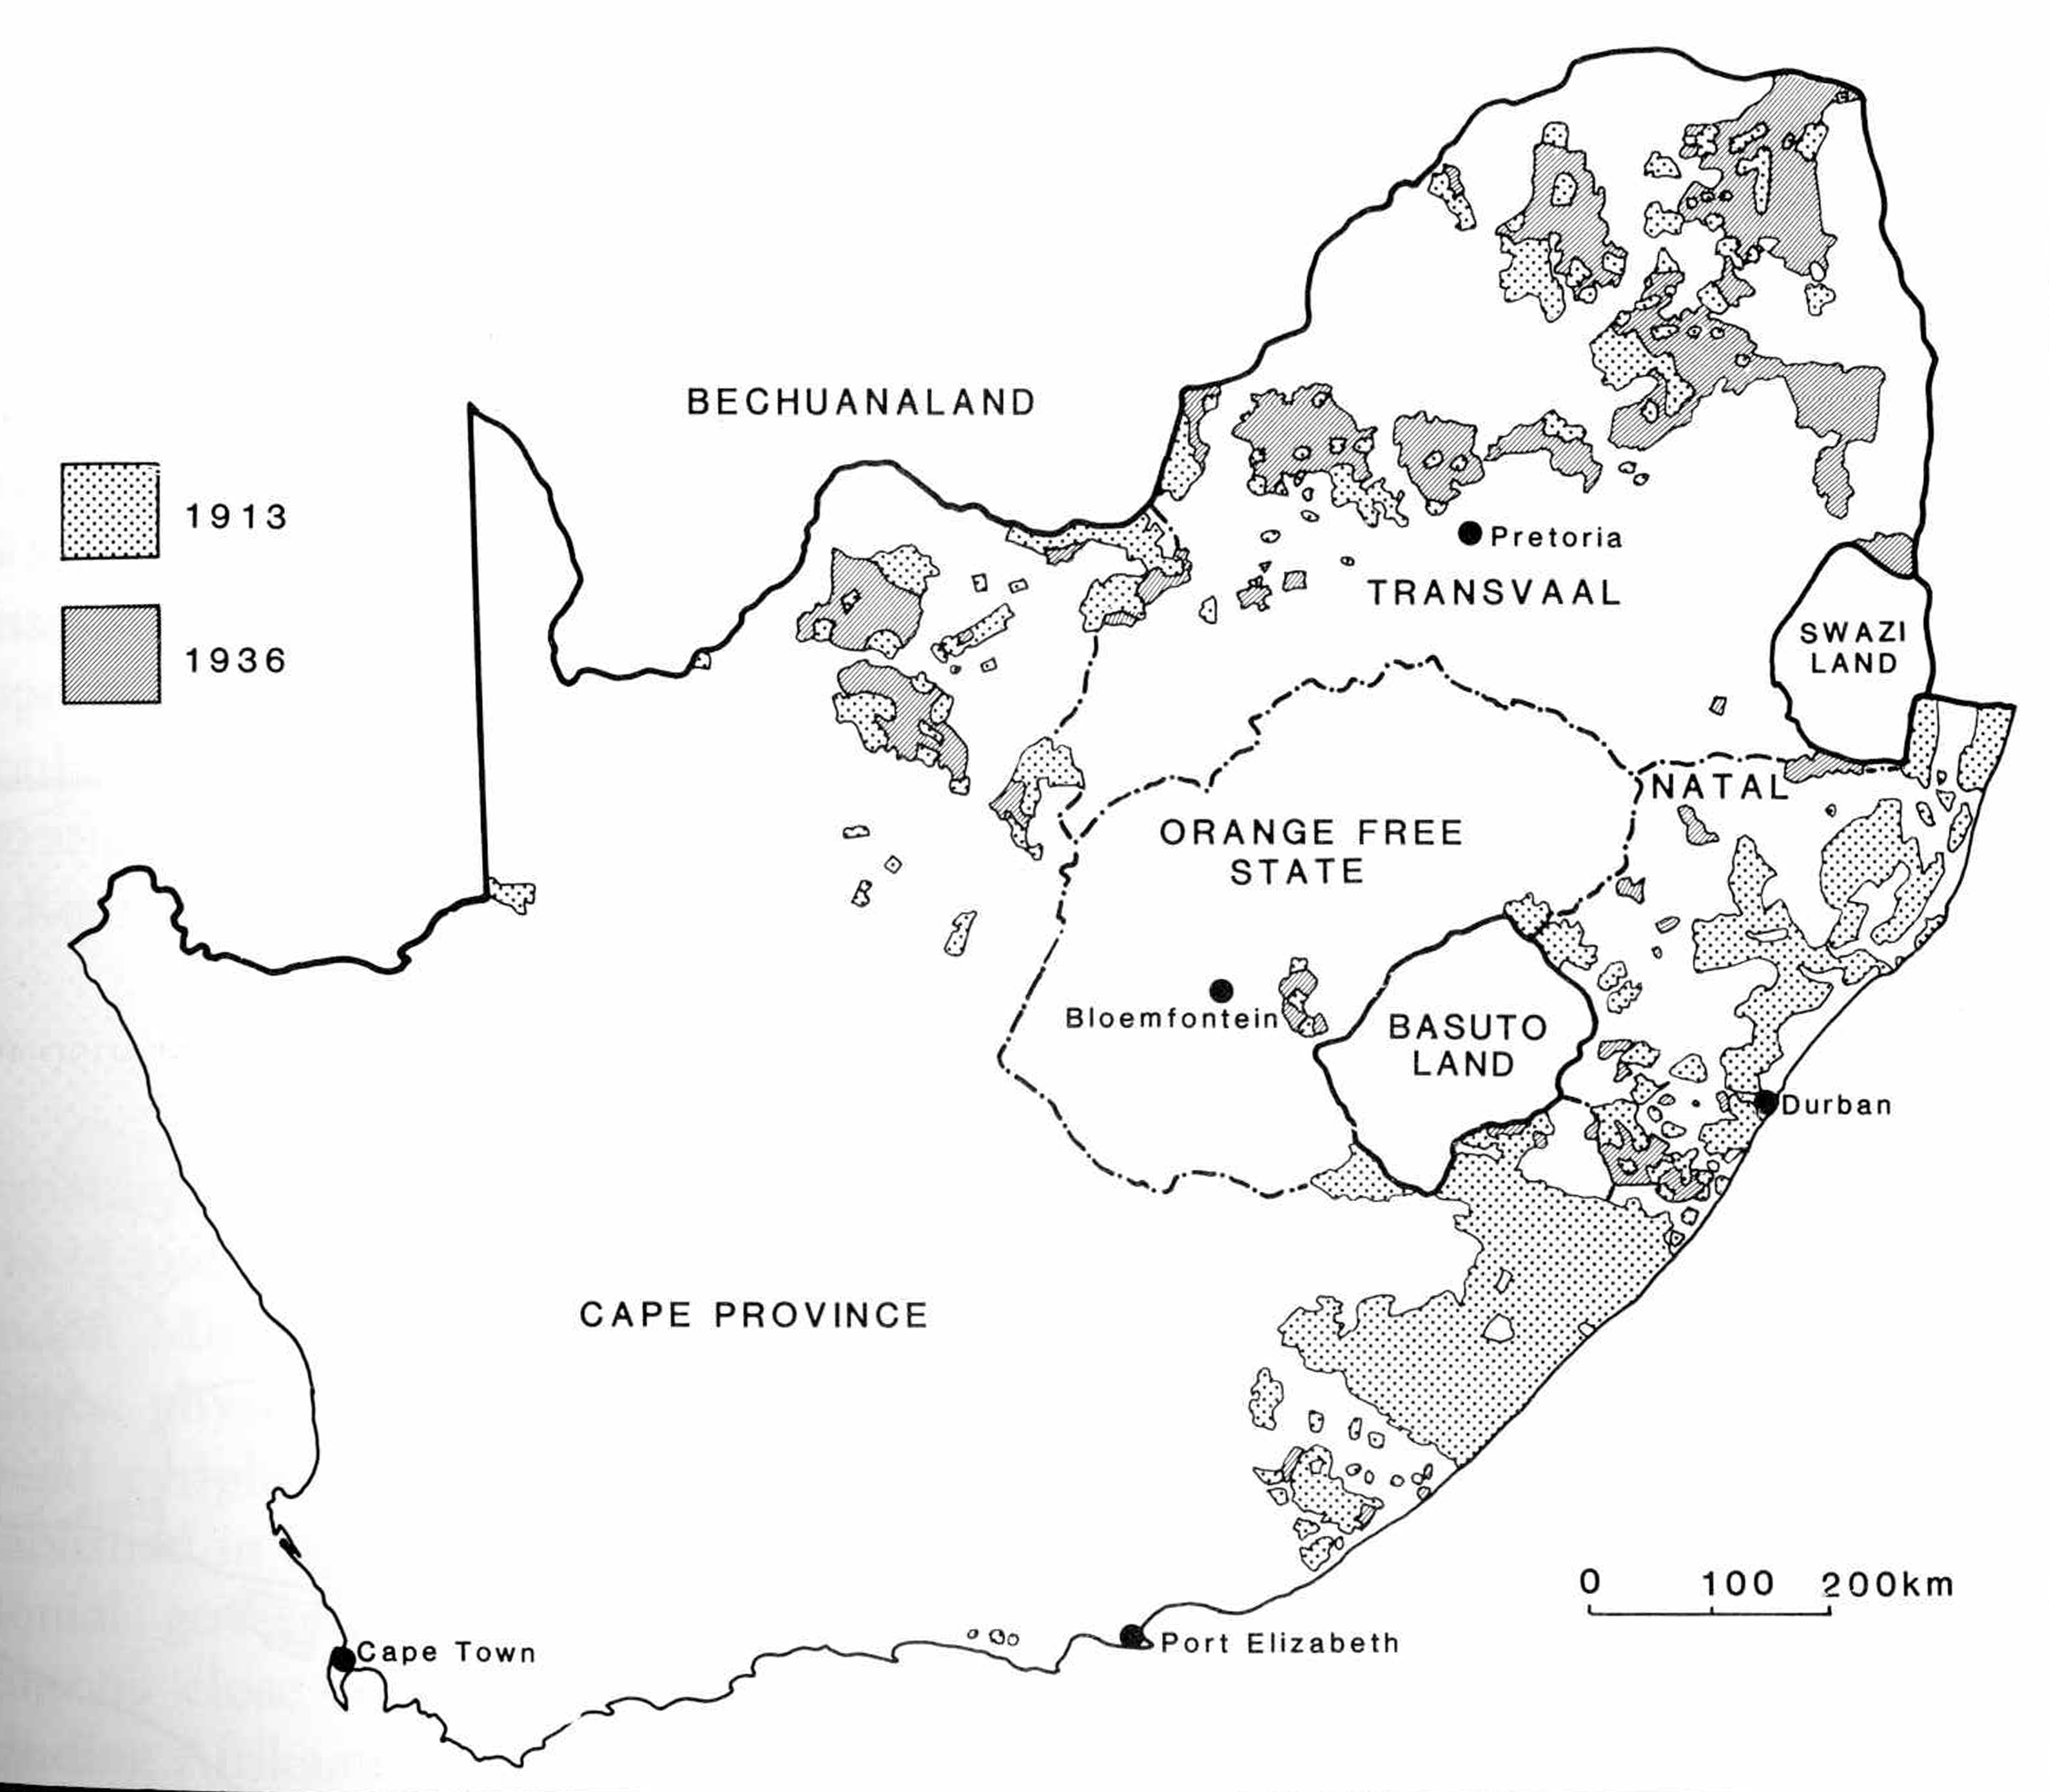 BECHUANALAND
1913
1936
Pretoria
TRANSVAAL
SWAZI
LAND
NATAL
ORANGE FREE
STATE
Bloemfontein
BASUTO
LAND
Durban
CAPE PROVINCE
0 100 200km
Cape Town
Port Elizabeth